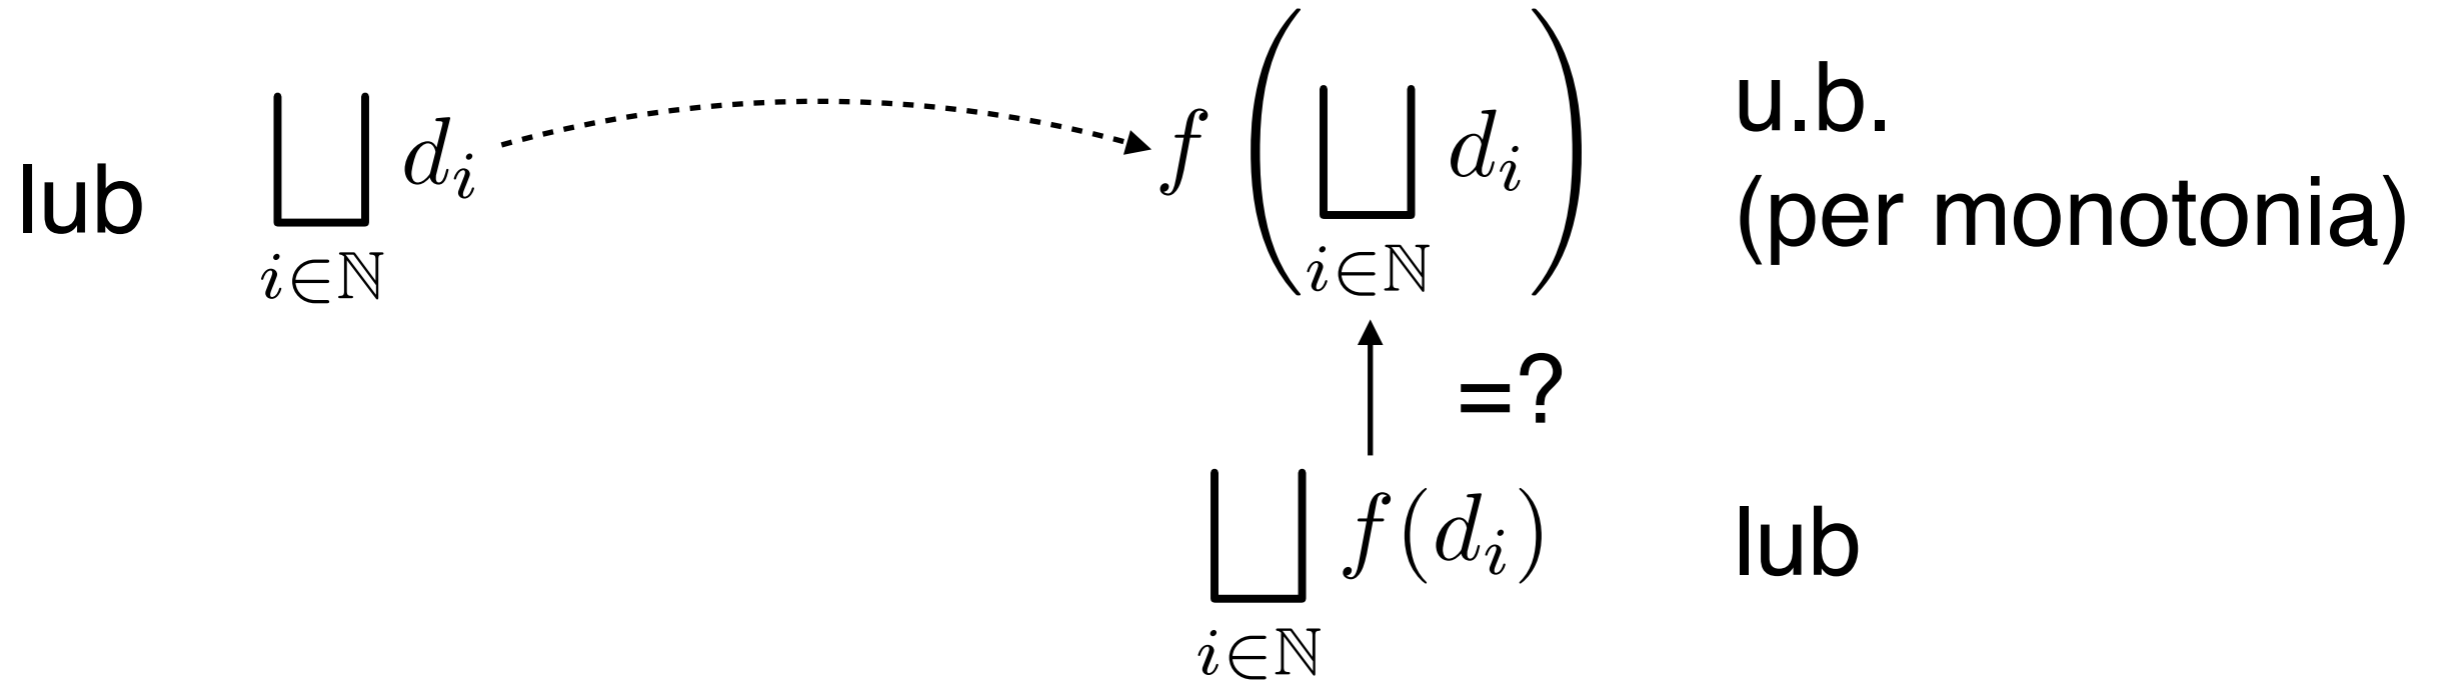 lub ⨆_{i∈ℕ} d_i f(⨆_{i∈ℕ} d_i) u.b.
(per monotonia)
=?
⨆_{i∈ℕ} f(d_i) lub